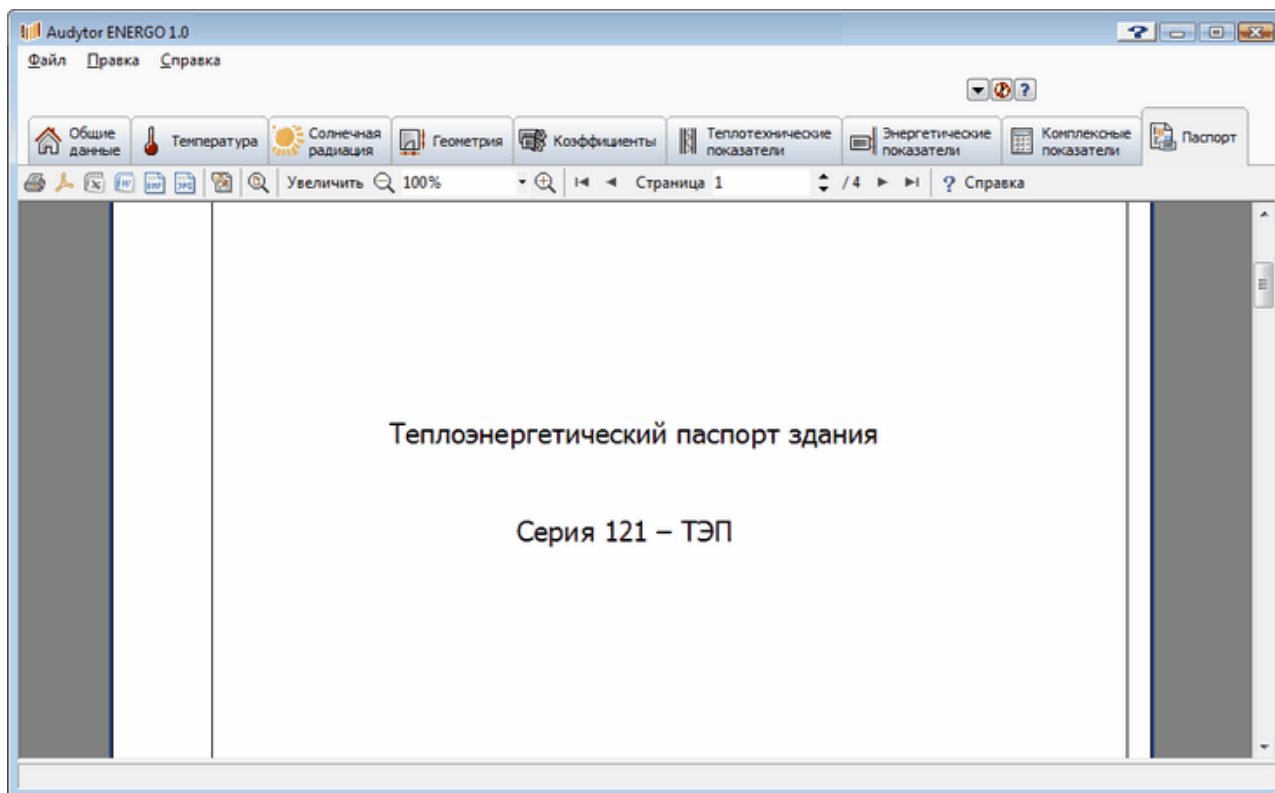 Audytor ENERGO 1.0
Файл Правка Справка
Общие данные
Температура
Солнечная радиация
Геометрия
Коэффициенты
Теплотехнические показатели
Энергетические показатели
Комплексные показатели
Паспорт
Увеличить 100% Страница 1 / 4 ? Справка
Теплоэнергетический паспорт здания
Серия 121 – ТЭП